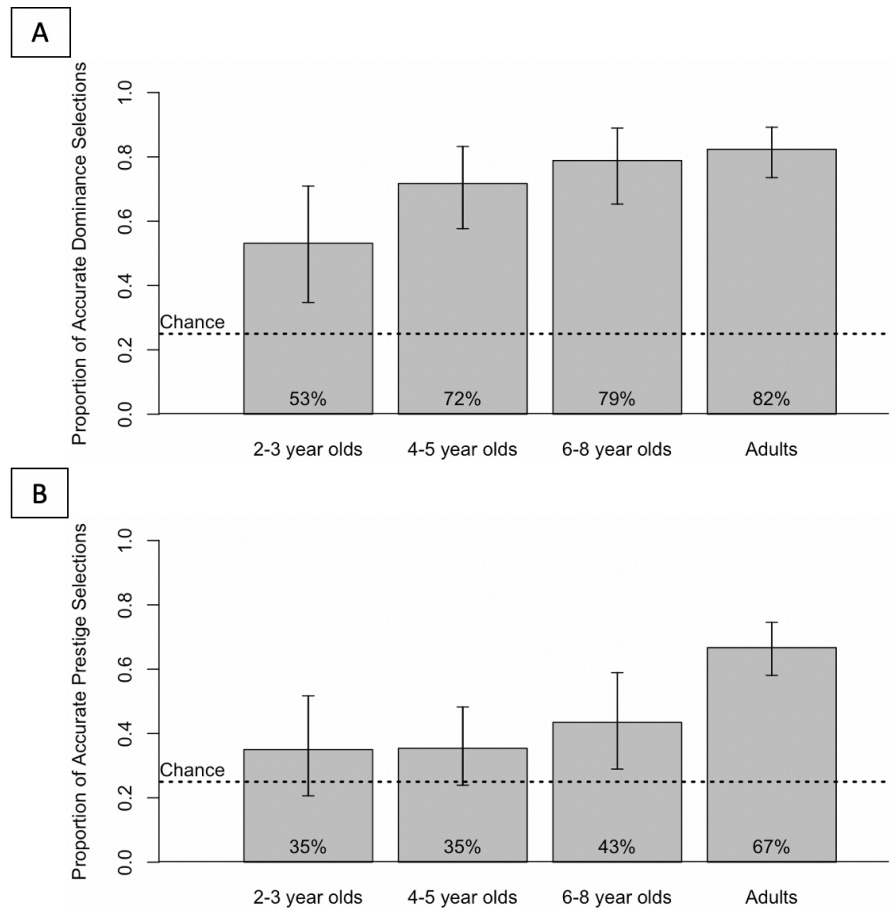 A
Proportion of Accurate Dominance Selections
1.0
0.8
0.6
0.4
0.2
0.0
Chance
53% 72% 79% 82%
2-3 year olds 4-5 year olds 6-8 year olds Adults
B
Proportion of Accurate Prestige Selections
1.0
0.8
0.6
0.4
0.2
0.0
Chance
35% 35% 43% 67%
2-3 year olds 4-5 year olds 6-8 year olds Adults